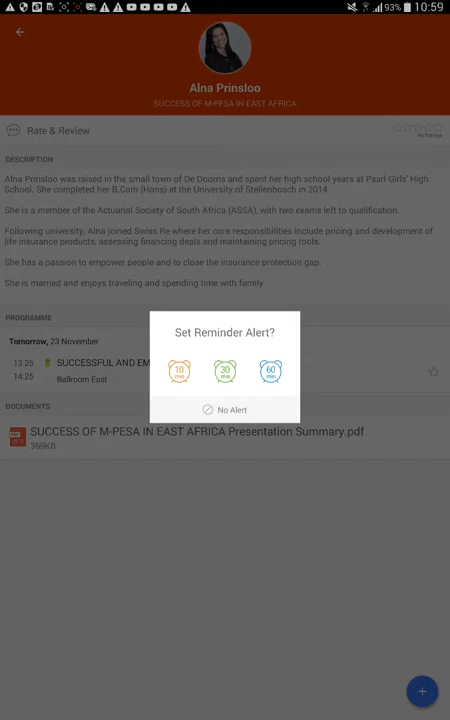 93% 10:59
Alna Prinsloo
SUCCESS OF M-PESA IN EAST AFRICA
Rate & Review
No Ratings
DESCRIPTION
Alna Prinsloo was raised in the small town of De Dooms and spent her high school years at Paarl Girls' High
School. She completed her B.Com (Hons) at the University of Stellenbosch in 2014.
She is a member of the Actuarial Society of South Africa (ASSA), with two exams left to qualification.
Following university, Alna joined Swiss Re where her core responsibilities include pricing and development of
life insurance products, assessing financing deals and maintaining pricing tools.
She has a passion to empower people and to close the insurance protection gap.
She is married and enjoys traveling and spending time with family
PROGRAMME
Tomorrow, 23 November
13:25 SUCCESSFUL AND EM
14:25 Ballroom East
Set Reminder Alert?
10 min 30 min 60 min
No Alert
DOCUMENTS
SUCCESS OF M-PESA IN EAST AFRICA Presentation Summary.pdf
369KB